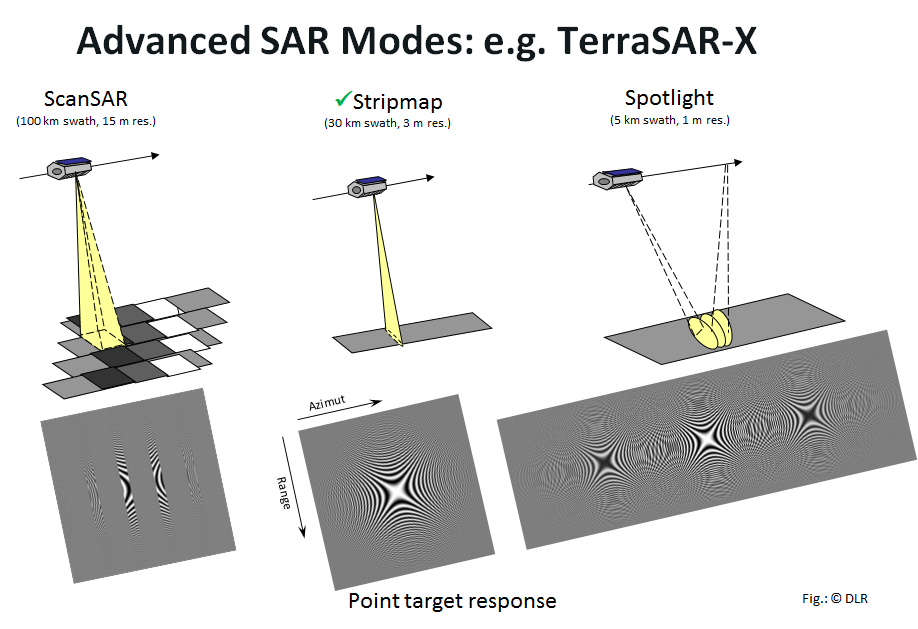 Advanced SAR Modes: e.g. TerraSAR-X
ScanSAR
(100 km swath, 15 m res.)
✓Stripmap
(30 km swath, 3 m res.)
Spotlight
(5 km swath, 1 m res.)
Azimut
Range
Point target response
Fig.: © DLR